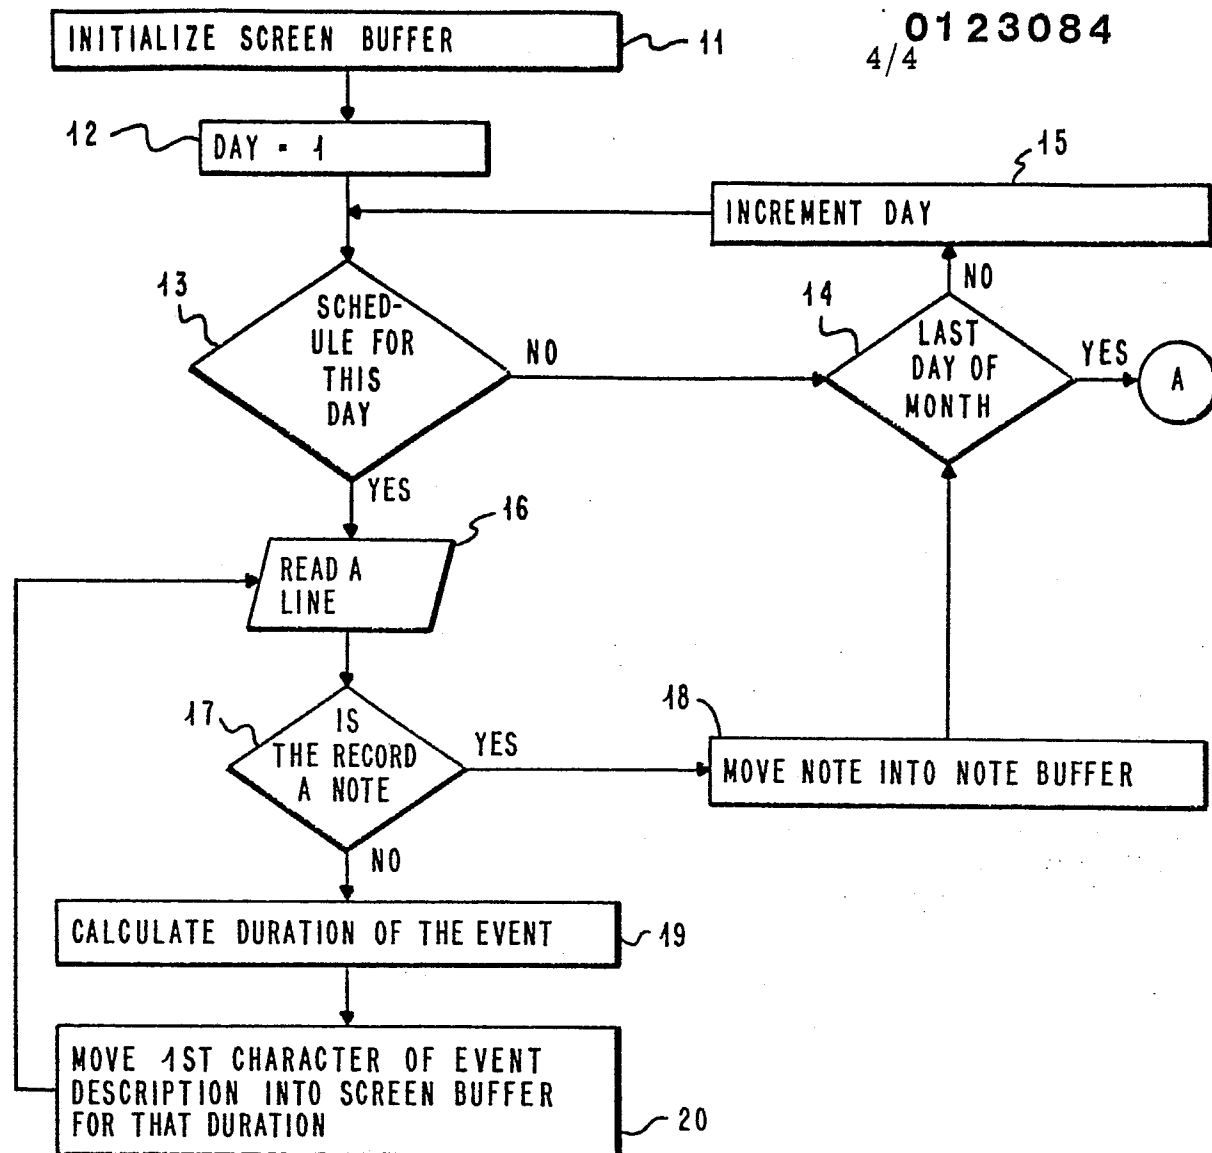 0123084
4/4
INITIALIZE SCREEN BUFFER
11
12
DAY = 1
15
INCREMENT DAY
13
SCHED-
ULE FOR
THIS
DAY
NO
YES
14
LAST
DAY OF
MONTH
NO
YES
A
16
READ A
LINE
17
IS
THE RECORD
A NOTE
YES
NO
18
MOVE NOTE INTO NOTE BUFFER
CALCULATE DURATION OF THE EVENT
19
MOVE 1ST CHARACTER OF EVENT
DESCRIPTION INTO SCREEN BUFFER
FOR THAT DURATION
20